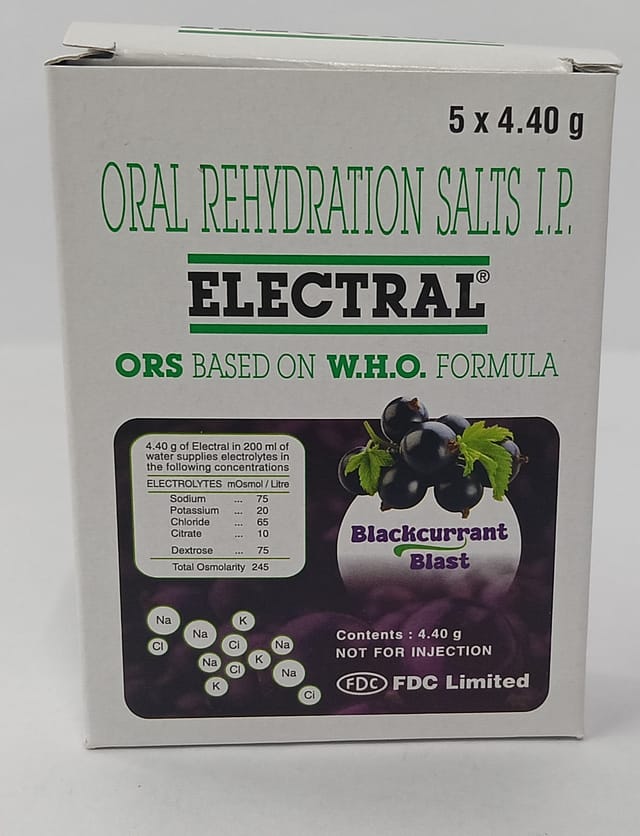 5 x 4.40 g
ORAL REHYDRATION SALTS I.P.
ELECTRAL®
ORS BASED ON W.H.O. FORMULA
4.40 g of Electral in 200 ml of
water supplies electrolytes in
the following concentrations
ELECTROLYTES mOsmol / Litre
Sodium ... 75
Potassium ... 20
Chloride ... 65
Citrate ... 10
Dextrose ... 75
Total Osmolarity 245
Blackcurrant
Blast
Na
K
Na
Cl
Ci
Na
Na
K
Cl
Na
K
Ci
Contents : 4.40 g
NOT FOR INJECTION
FDC FDC Limited